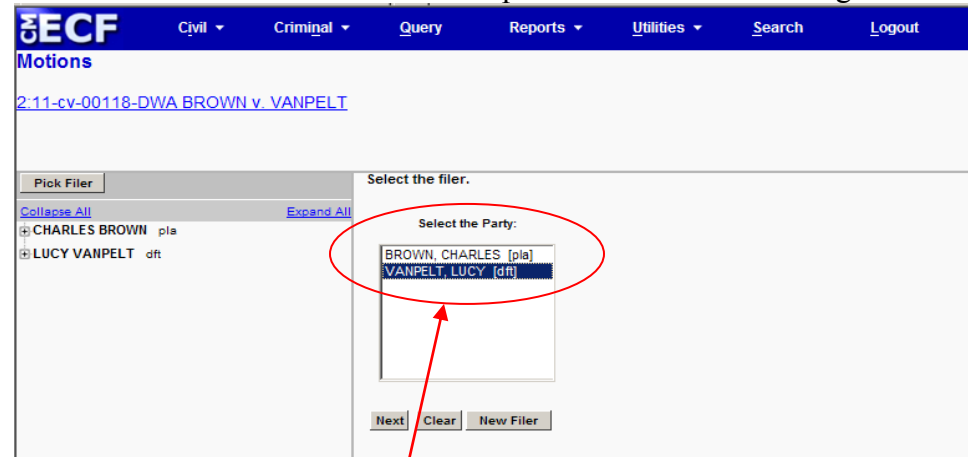 CM ECF Civil Criminal Query Reports Utilities Search Logout
Motions
2:11-cv-00118-DWA BROWN v. VANPELT
Pick Filer
Collapse All Expand All
CHARLES BROWN pla
LUCY VANPELT dft
Select the filer.
Select the Party:
BROWN, CHARLES [pla]
VANPELT, LUCY [dft]
Next Clear New Filer